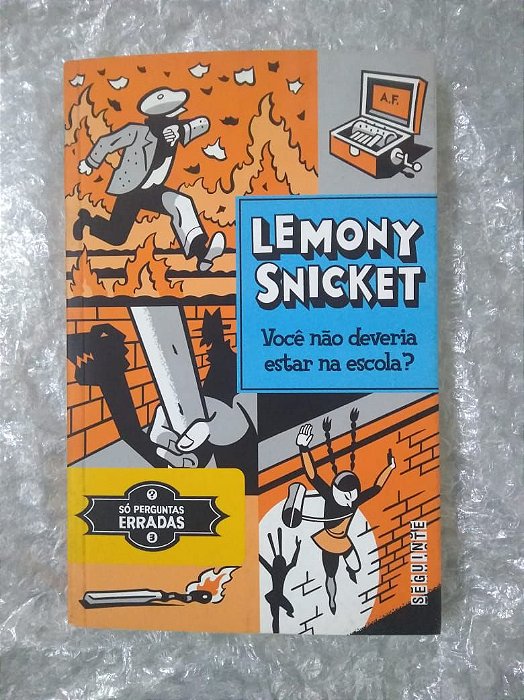 A.F.
LEMONY
SNICKET
Você não deveria
estar na escola?
?
SÓ PERGUNTAS
ERRADAS
3
SEGUINTE